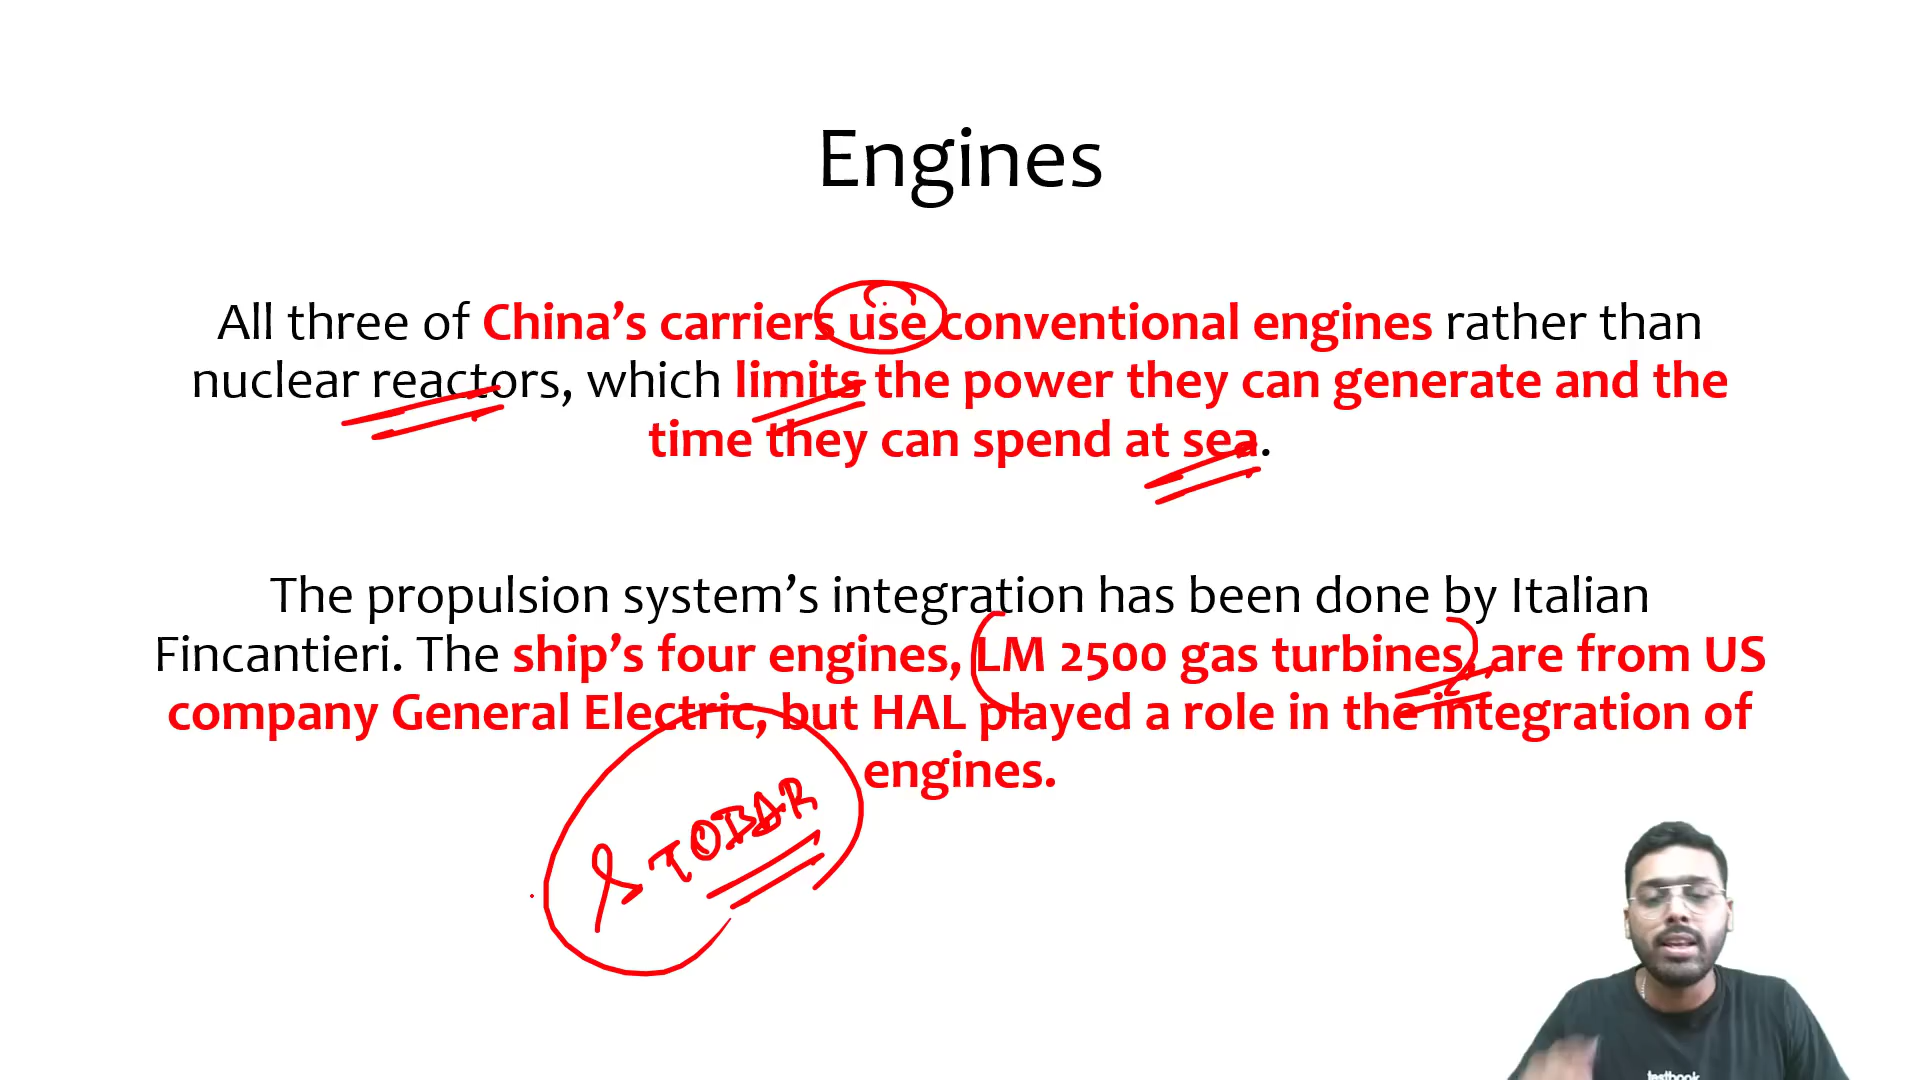 Engines
All three of China’s carriers use conventional engines rather than
nuclear reactors, which limits the power they can generate and the
time they can spend at sea.
The propulsion system’s integration has been done by Italian
Fincantieri. The ship’s four engines, LM 2500 gas turbines, are from US
company General Electric, but HAL played a role in the integration of
engines.
STOBAR
testbook